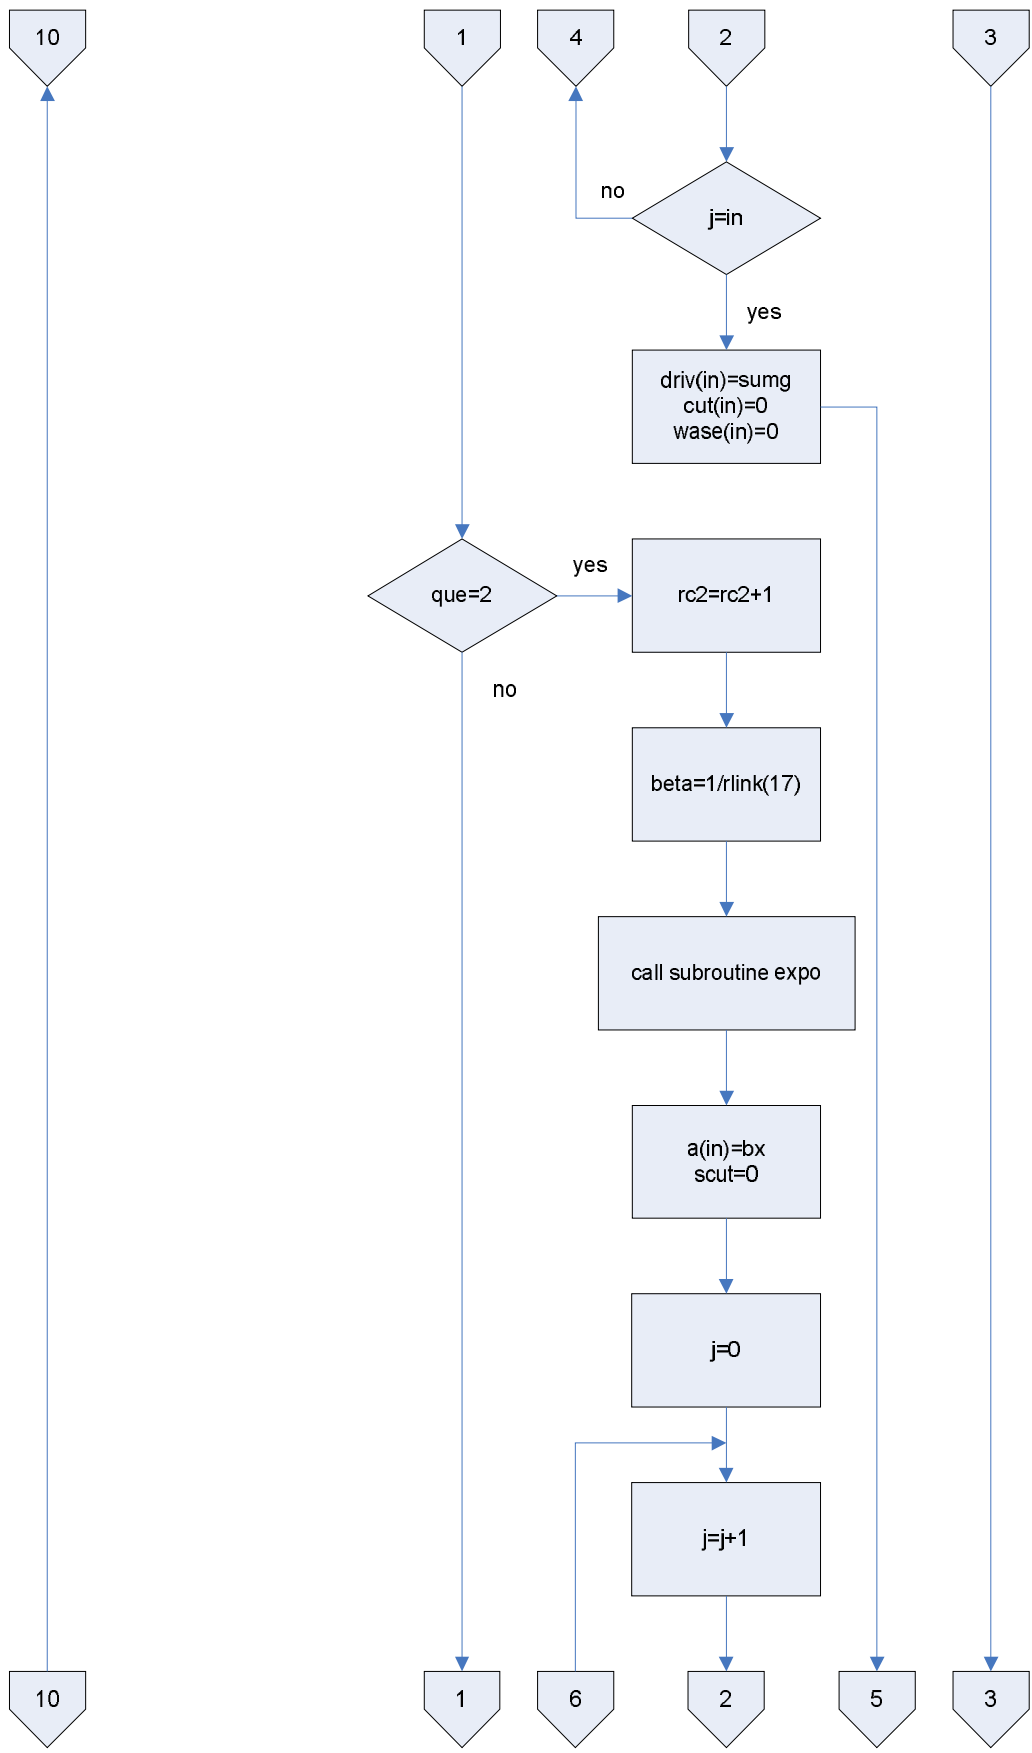 10
1
4
2
3
no
j=in
yes
driv(in)=sumg
cut(in)=0
wase(in)=0
que=2
yes
rc2=rc2+1
no
beta=1/rlink(17)
call subroutine expo
a(in)=bx
scut=0
j=0
j=j+1
10
1
6
2
5
3